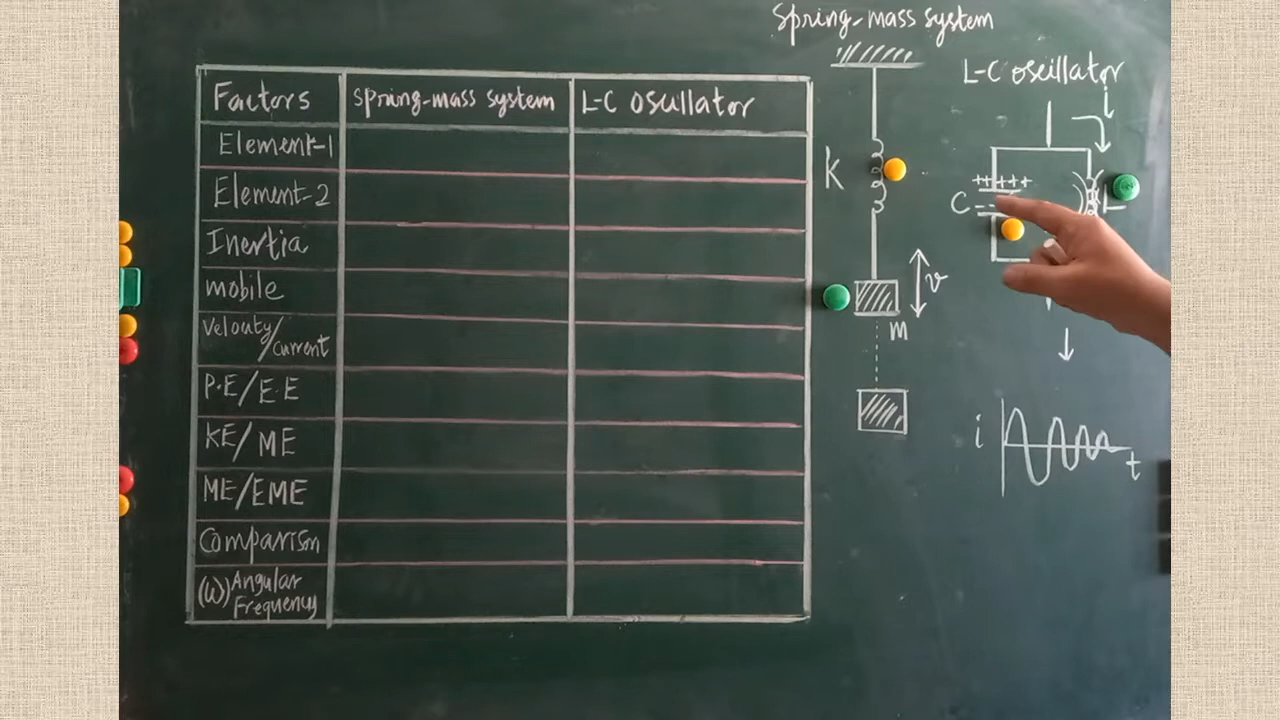 Spring-mass system
L-C oscillator
Factors
Spring-mass system
L-C oscillator
Element-1
Element-2
Inertia
mobile
Velocity/current
P.E/E.E
KE/ME
ME/EME
Comparism
(W) Angular
Frequency
K
v
m
i
+++++
C
L
i
t